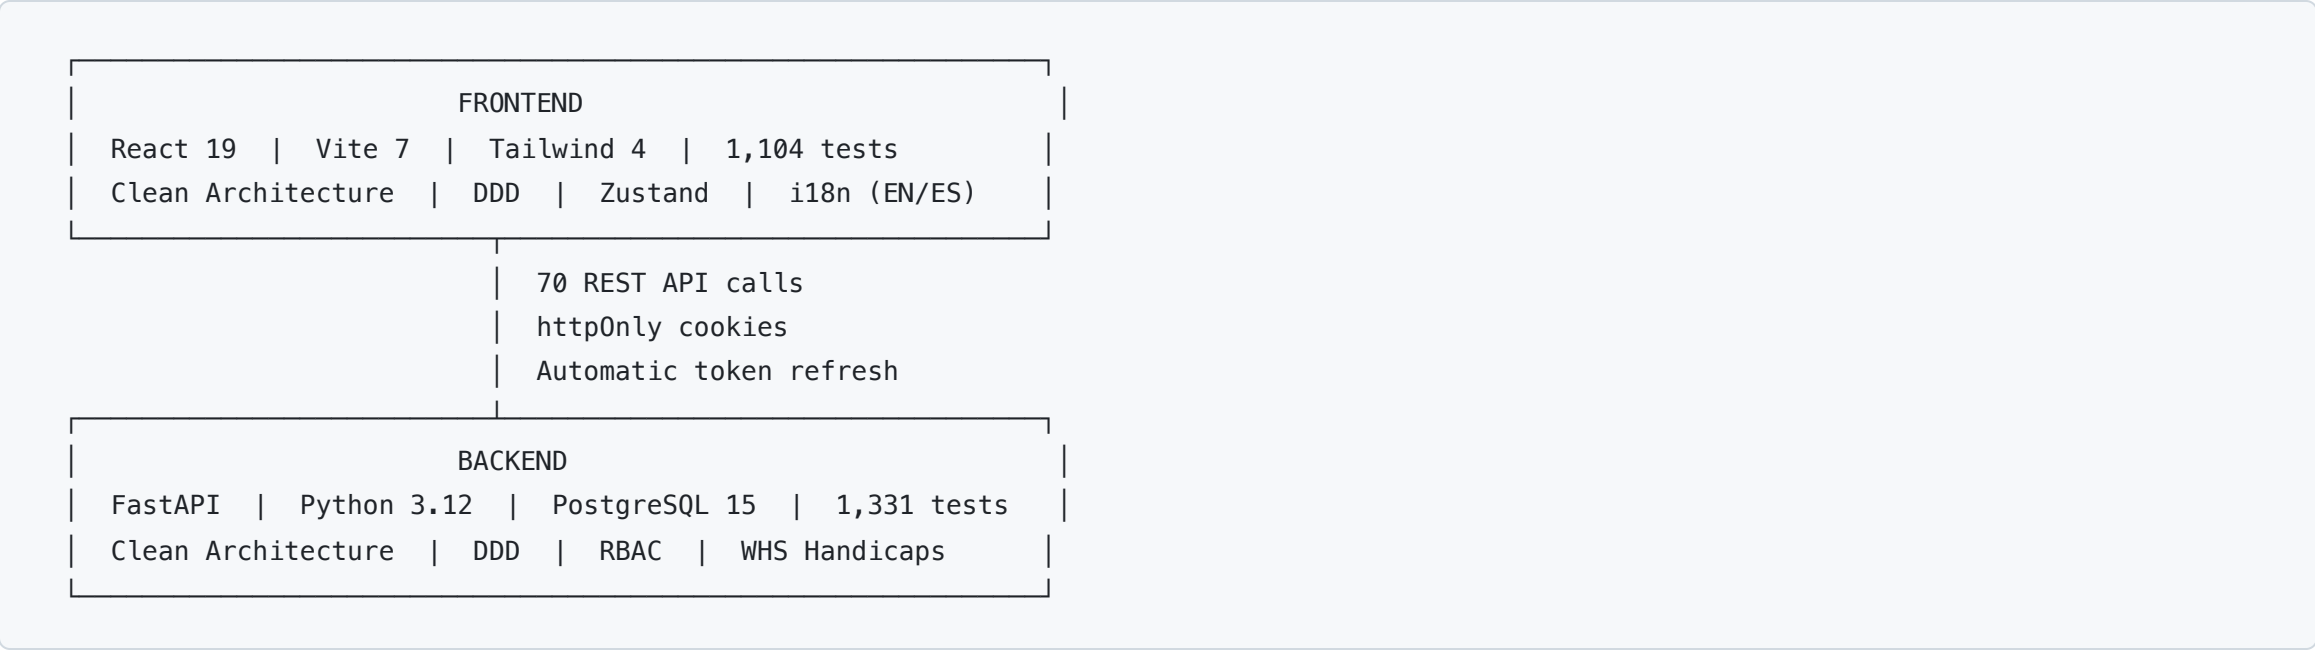 FRONTEND
React 19 | Vite 7 | Tailwind 4 | 1,104 tests
Clean Architecture | DDD | Zustand | i18n (EN/ES)
70 REST API calls
httpOnly cookies
Automatic token refresh
BACKEND
FastAPI | Python 3.12 | PostgreSQL 15 | 1,331 tests
Clean Architecture | DDD | RBAC | WHS Handicaps